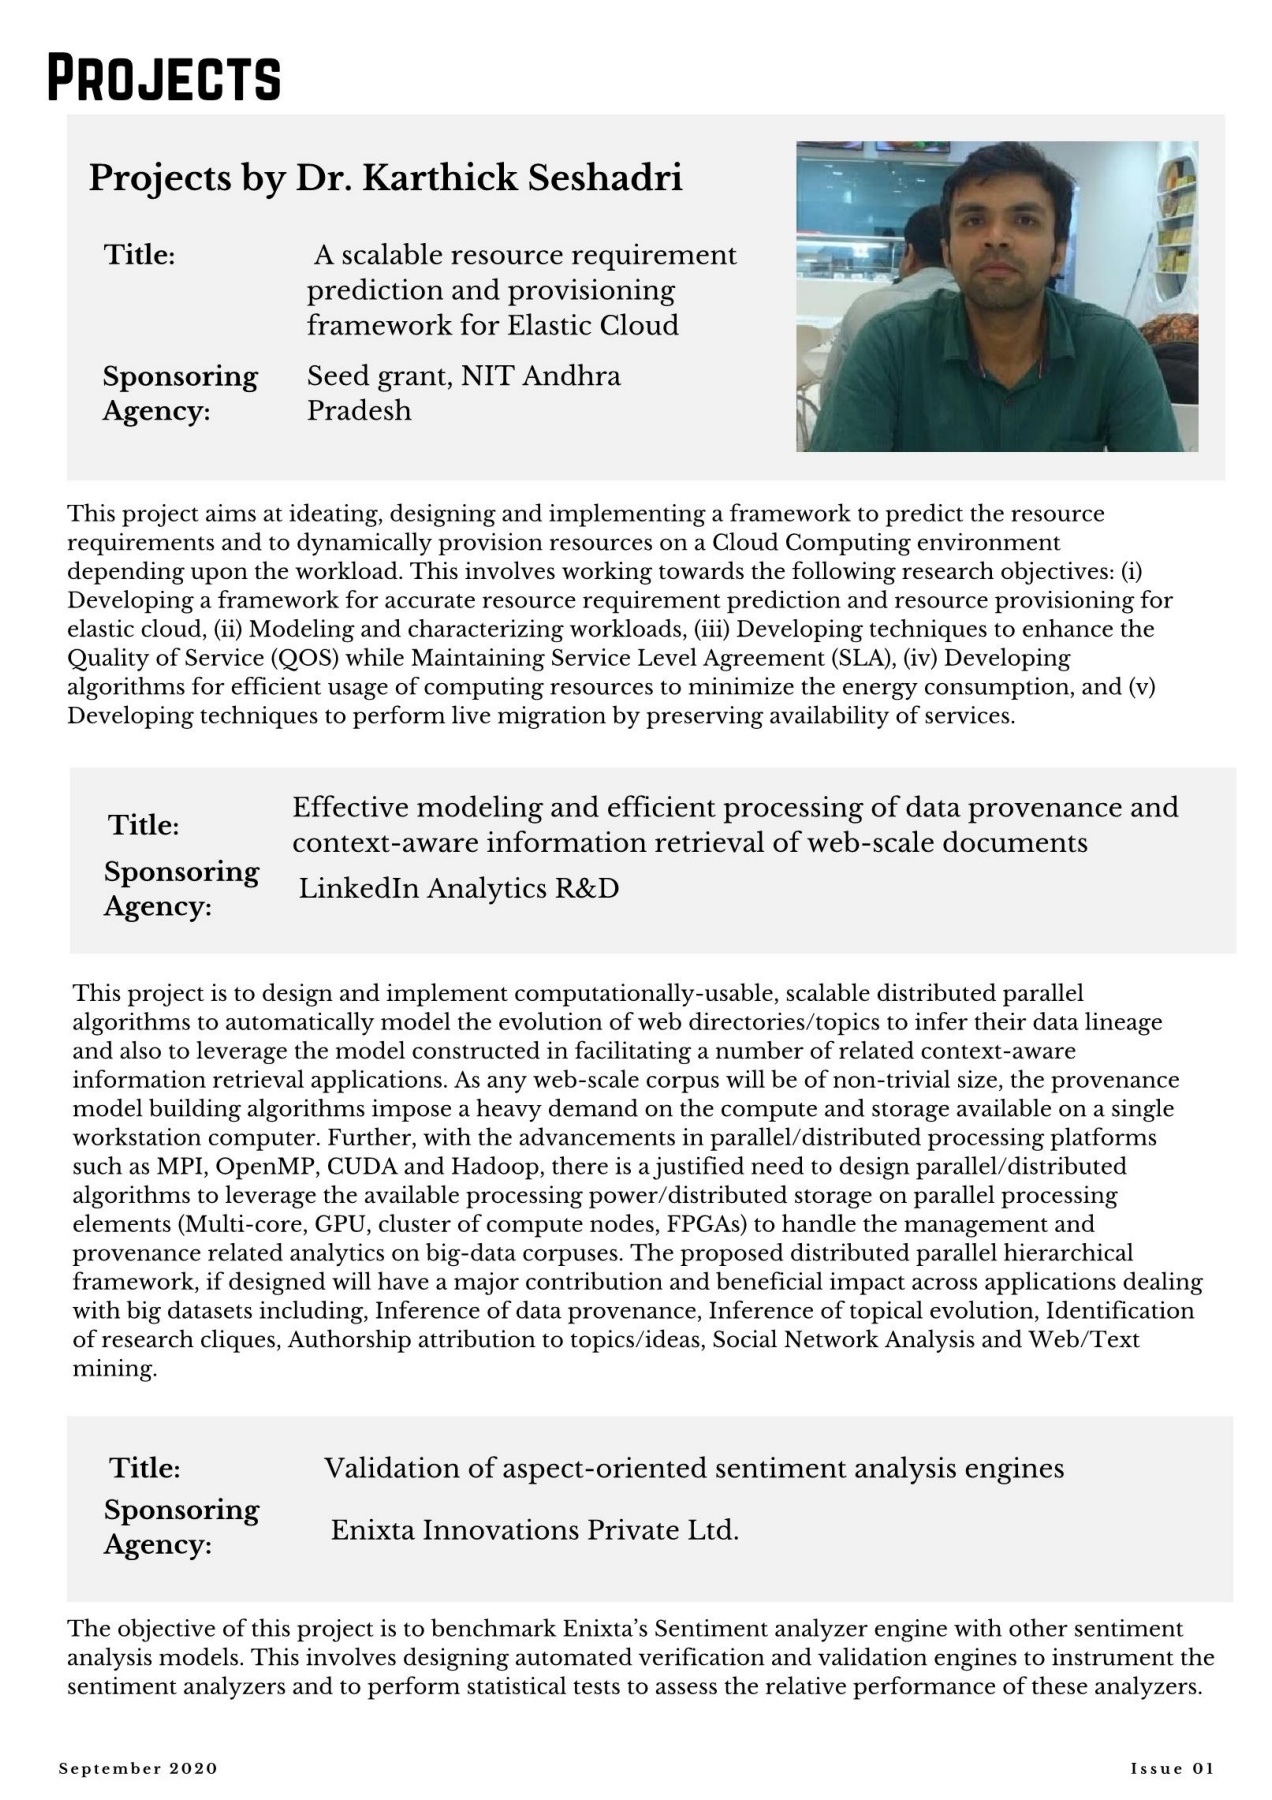 PROJECTS
Projects by Dr. Karthick Seshadri
Title: A scalable resource requirement
prediction and provisioning
framework for Elastic Cloud
Sponsoring Seed grant, NIT Andhra
Agency: Pradesh
This project aims at ideating, designing and implementing a framework to predict the resource
requirements and to dynamically provision resources on a Cloud Computing environment
depending upon the workload. This involves working towards the following research objectives: (i)
Developing a framework for accurate resource requirement prediction and resource provisioning for
elastic cloud, (ii) Modeling and characterizing workloads, (iii) Developing techniques to enhance the
Quality of Service (QOS) while Maintaining Service Level Agreement (SLA), (iv) Developing
algorithms for efficient usage of computing resources to minimize the energy consumption, and (v)
Developing techniques to perform live migration by preserving availability of services.
Title: Effective modeling and efficient processing of data provenance and
context-aware information retrieval of web-scale documents
Sponsoring
Agency: LinkedIn Analytics R&D
This project is to design and implement computationally-usable, scalable distributed parallel
algorithms to automatically model the evolution of web directories/topics to infer their data lineage
and also to leverage the model constructed in facilitating a number of related context-aware
information retrieval applications. As any web-scale corpus will be of non-trivial size, the provenance
model building algorithms impose a heavy demand on the compute and storage available on a single
workstation computer. Further, with the advancements in parallel/distributed processing platforms
such as MPI, OpenMP, CUDA and Hadoop, there is a justified need to design parallel/distributed
algorithms to leverage the available processing power/distributed storage on parallel processing
elements (Multi-core, GPU, cluster of compute nodes, FPGAs) to handle the management and
provenance related analytics on big-data corpuses. The proposed distributed parallel hierarchical
framework, if designed will have a major contribution and beneficial impact across applications dealing
with big datasets including, Inference of data provenance, Inference of topical evolution, Identification
of research cliques, Authorship attribution to topics/ideas, Social Network Analysis and Web/Text
mining.
Title: Validation of aspect-oriented sentiment analysis engines
Sponsoring
Agency: Enixta Innovations Private Ltd.
The objective of this project is to benchmark Enixta’s Sentiment analyzer engine with other sentiment
analysis models. This involves designing automated verification and validation engines to instrument the
sentiment analyzers and to perform statistical tests to assess the relative performance of these analyzers.
September 2020
Issue 01